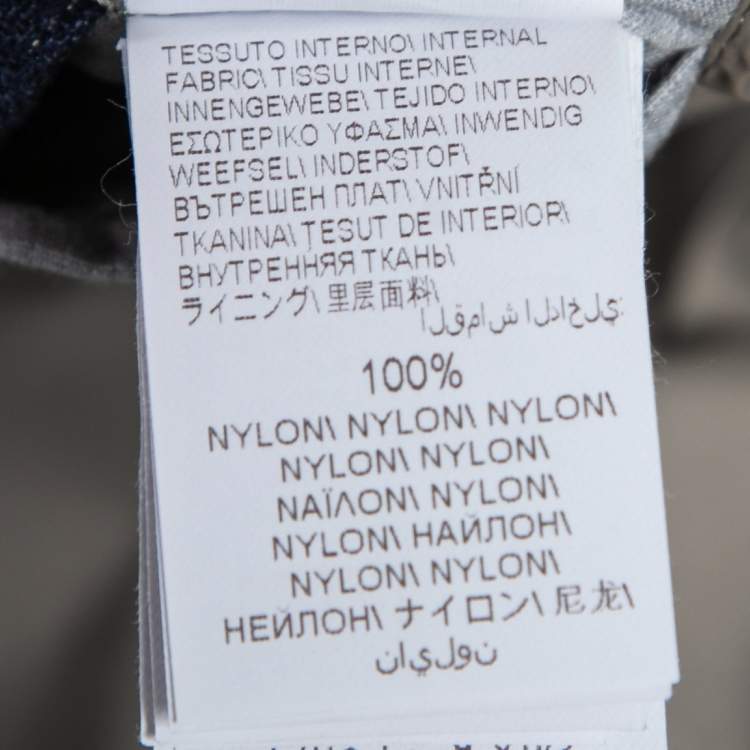 TESSUTO INTERNO\ INTERNAL
FABRIC\ TISSU INTERNE\
INNENGEWEBE\ TEJIDO INTERNO\
ΕΣΩΤΕΡΙΚΟ ΥΦΑΣΜΑ\ INWENDIG
WEEFSEL\ INDERSTOF\
ВЪТРЕШЕН ПЛАТ\ VNITŘNÍ
TKANINA\ ȚESUT DE INTERIOR\
ВНУТРЕННЯЯ ТКАНЬ\
ライニング\ 里层面料\
القماش الداخلي:
100%
NYLON\ NYLON\ NYLON\
NYLON\ NYLON\
ΝΑΪΛΟΝ\ NYLON\
NYLON\ НАЙЛОН\
NYLON\ NYLON\
НЕЙЛОН\ ナイロン\ 尼龙\
نايلون